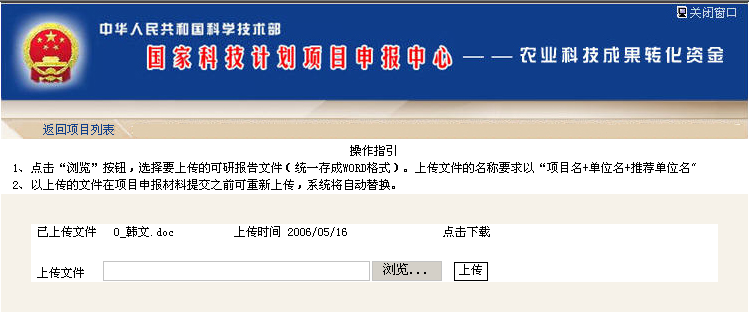 关闭窗口
中华人民共和国科学技术部
国家科技计划项目申报中心——农业科技成果转化资金
返回项目列表
操作指引
1、点击“浏览”按钮,选择要上传的可研报告文件(统一存成WORD格式)。上传文件的名称要求以“项目名+单位名+推荐单位名”
2、以上传的文件在项目申报材料提交之前可重新上传,系统将自动替换。
已上传文件 0_韩文.doc 上传时间 2006/05/16 点击下载
上传文件 浏览... 上传